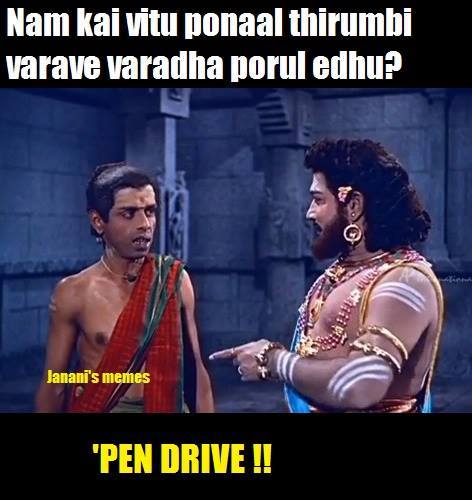 Nam kai vitu ponaal thirumbi
varave varadha porul edhu?
Janani's memes
'PEN DRIVE !!